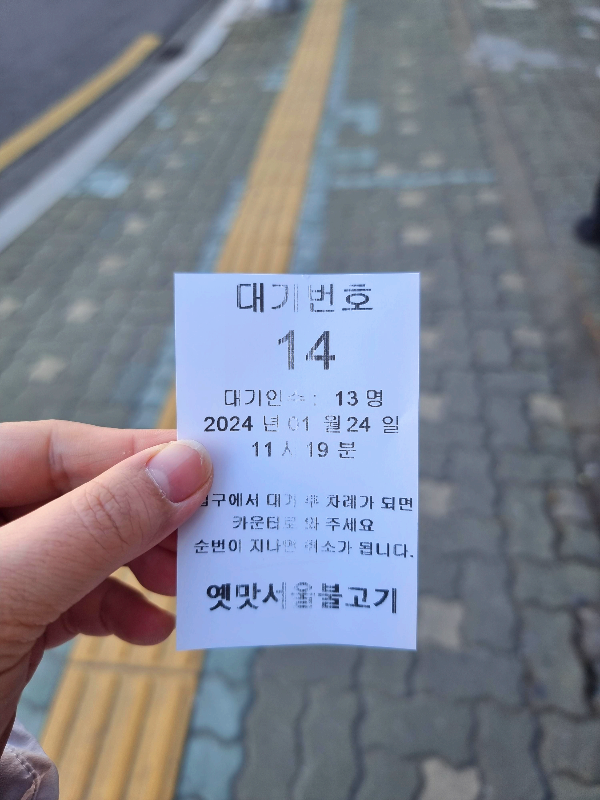 대기번호
14
대기인수 : 13 명
2024 년 01 월 24 일
11 시 19 분
입구에서 대기 후 차례가 되면
카운터로 와 주세요
순번이 지나면 취소가 됩니다.
옛맛서울불고기